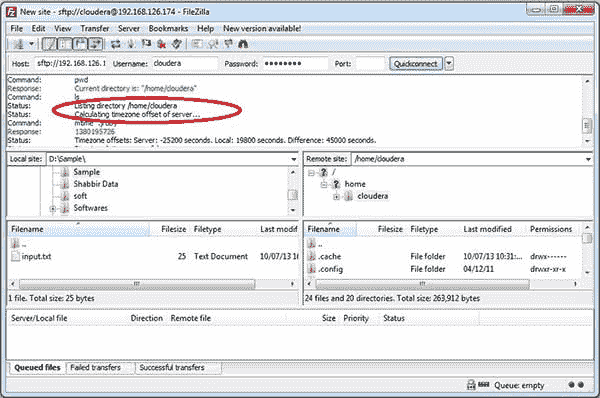 New site - sftp://cloudera@192.168.126.174 - FileZilla
File Edit View Transfer Server Bookmarks Help New version available!
Host: sftp://192.168.126.1 Username: cloudera Password: •••••••• Port: Quickconnect
Command: pwd
Response: Current directory is: "/home/cloudera"
Command: ls
Status: Listing directory /home/cloudera
Status: Calculating timezone offset of server...
Command: mtime
Response: 1380195726
Status: Timezone offsets: Server: -25200 seconds. Local: 19800 seconds. Difference: 45000 seconds.
Local site: D:\Sample\
Sample
Shabbir Data
soft
Softwares
Remote site: /home/cloudera
/
home
cloudera
Filename Filesize Filetype Last modif
..
input.txt 25 Text Document 10/07/13
1 file. Total size: 25 bytes
Filename Filesize Filetype Last modified Permissions
..
.cache File folder 10/07/13 10:31:... drwx------
.config File folder 04/12/11 drwxr-xr-x
24 files and 20 directories. Total size: 263,912 bytes
Server/Local file Direction Remote file Size Priority Status
Queued files Failed transfers Successful transfers
Queue: empty